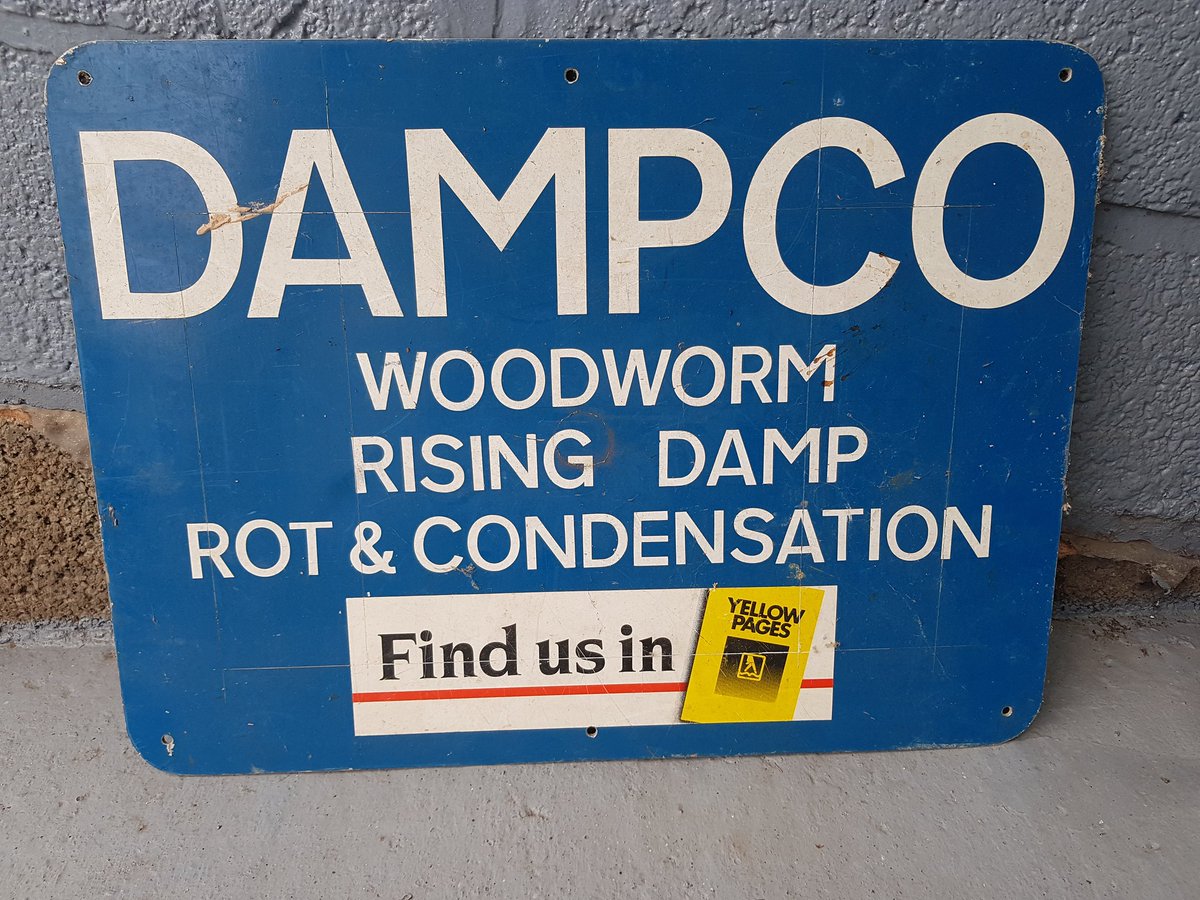 DAMPCO
WOODWORM
RISING DAMP
ROT & CONDENSATION
Find us in
YELLOW
PAGES